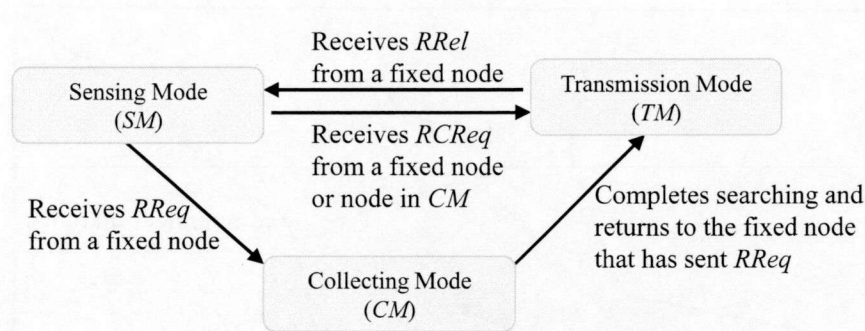 Receives RRel
from a fixed node
Sensing Mode
(SM)
Transmission Mode
(TM)
Receives RCReq
from a fixed node
or node in CM
Receives RReq
from a fixed node
Completes searching and
returns to the fixed node
that has sent RReq
Collecting Mode
(CM)